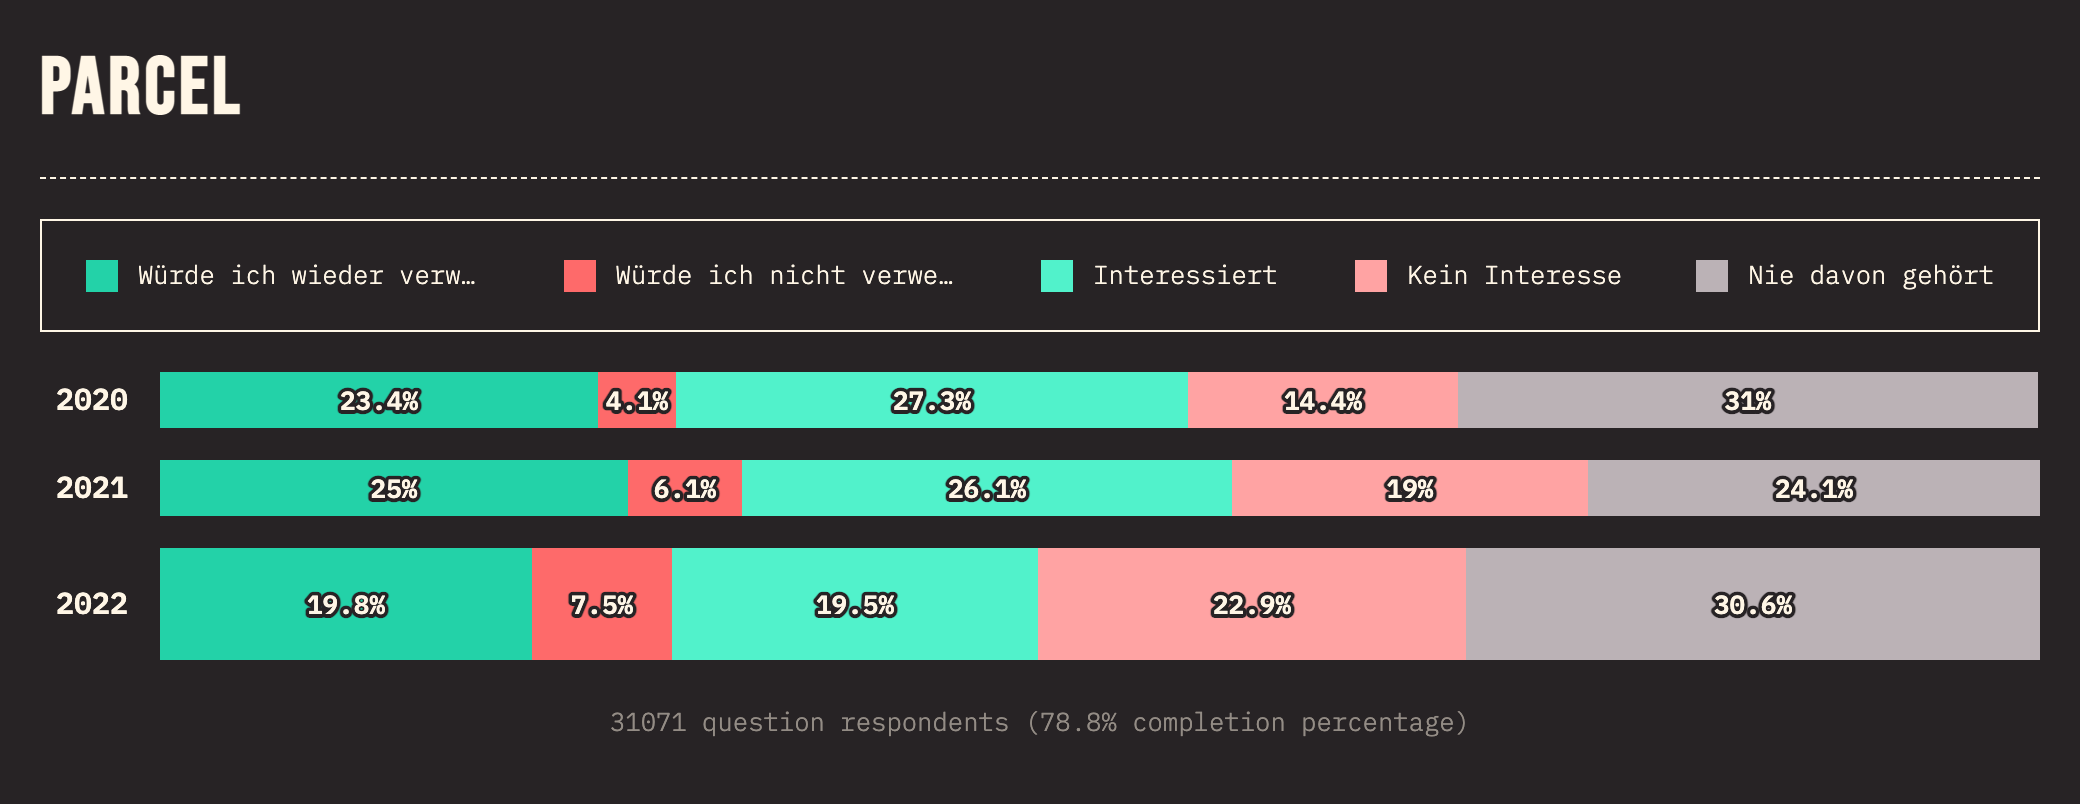 PARCEL
Würde ich wieder verw… Würde ich nicht verwe… Interessiert Kein Interesse Nie davon gehört
2020 23.4% 4.1% 27.3% 14.4% 31%
2021 25% 6.1% 26.1% 19% 24.1%
2022 19.8% 7.5% 19.5% 22.9% 30.6%
31071 question respondents (78.8% completion percentage)